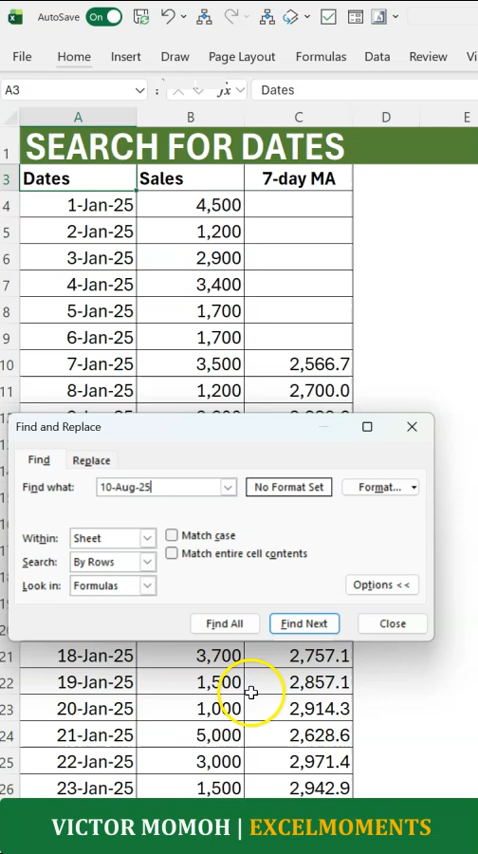 AutoSave On
File Home Insert Draw Page Layout Formulas Data Review
A3 fx Dates
A B C D E
1 SEARCH FOR DATES
3 Dates Sales 7-day MA
4 1-Jan-25 4,500
5 2-Jan-25 1,200
6 3-Jan-25 2,900
7 4-Jan-25 3,400
8 5-Jan-25 1,700
9 6-Jan-25 1,700
10 7-Jan-25 3,500 2,566.7
11 8-Jan-25 1,200 2,700.0
Find and Replace
Find Replace
Find what: 10-Aug-25 No Format Set Format...
Within: Sheet Match case
Search: By Rows Match entire cell contents
Look in: Formulas Options <<
Find All Find Next Close
21 18-Jan-25 3,700 2,757.1
22 19-Jan-25 1,500 2,857.1
23 20-Jan-25 1,000 2,914.3
24 21-Jan-25 5,000 2,628.6
25 22-Jan-25 3,000 2,971.4
26 23-Jan-25 1,500 2,942.9
VICTOR MOMOH | EXCELMOMENTS